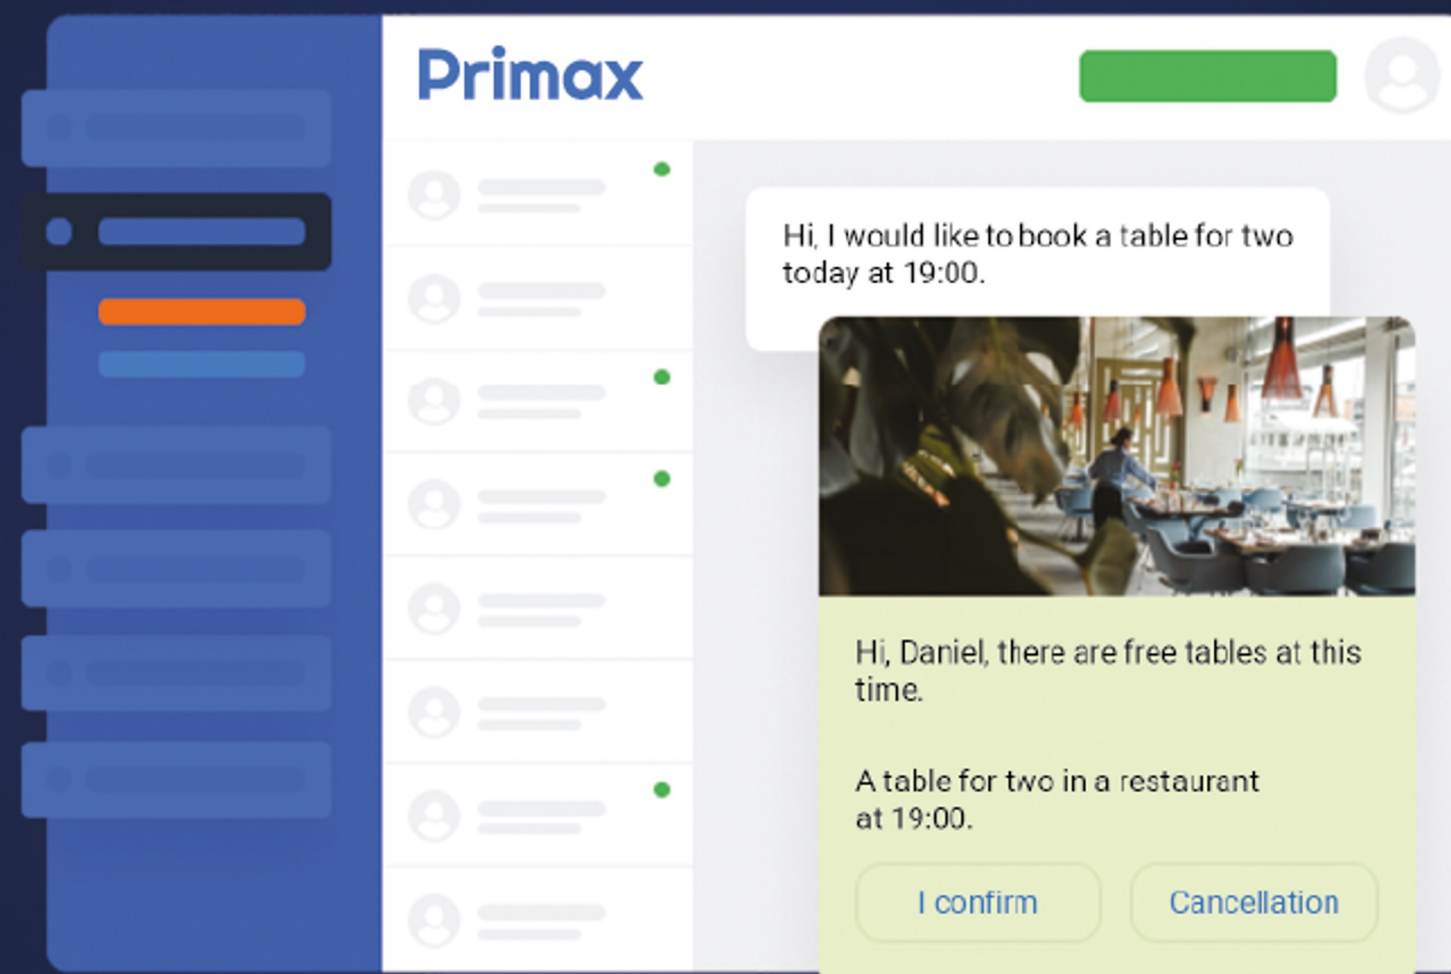 Primax
Hi, I would like to book a table for two
today at 19:00.
Hi, Daniel, there are free tables at this
time.
A table for two in a restaurant
at 19:00.
I confirm
Cancellation